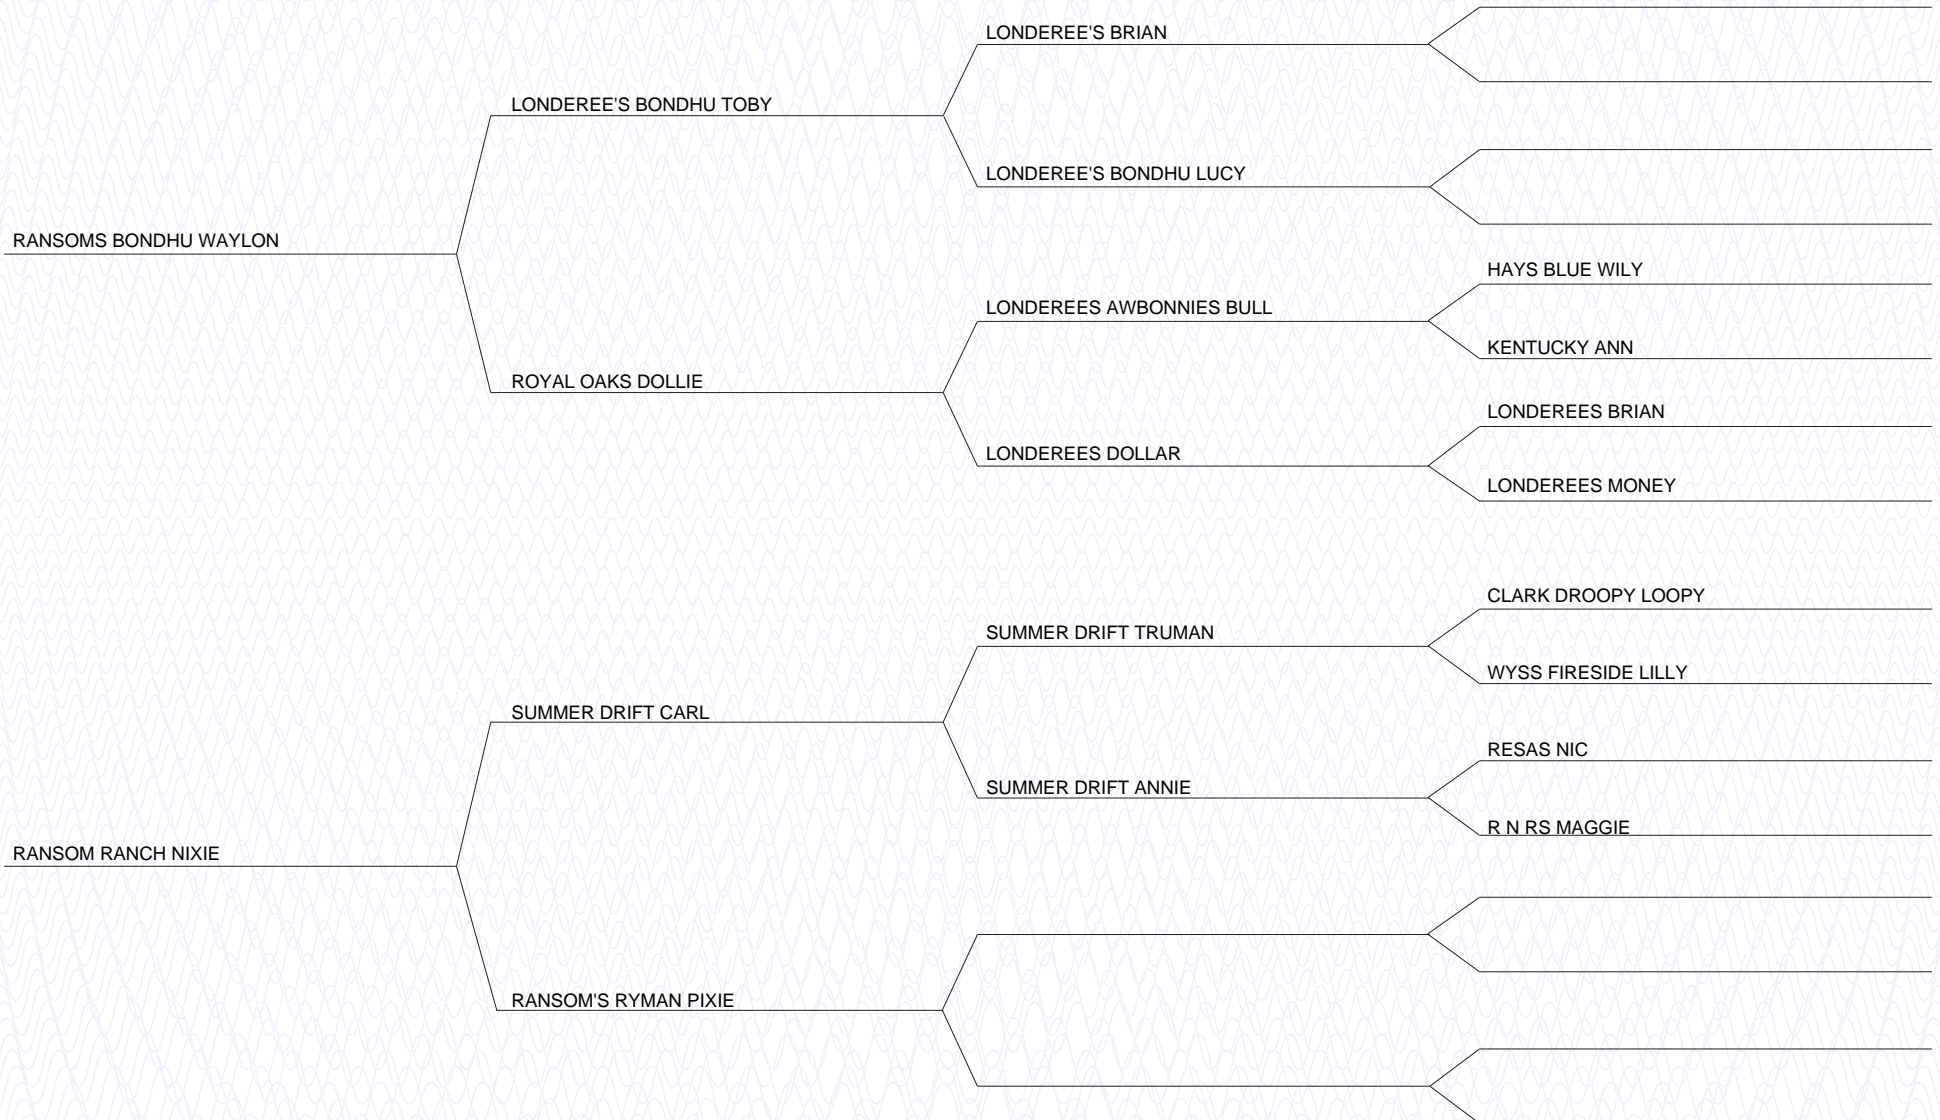 LONDEREE'S BRIAN
LONDEREE'S BONDHU TOBY
LONDEREE'S BONDHU LUCY
RANSOMS BONDHU WAYLON
HAYS BLUE WILY
LONDEREES AWBONNIES BULL
KENTUCKY ANN
ROYAL OAKS DOLLIE
LONDEREES BRIAN
LONDEREES DOLLAR
LONDEREES MONEY
CLARK DROOPY LOOPY
SUMMER DRIFT TRUMAN
WYSS FIRESIDE LILLY
SUMMER DRIFT CARL
RESAS NIC
SUMMER DRIFT ANNIE
R N RS MAGGIE
RANSOM RANCH NIXIE
RANSOM'S RYMAN PIXIE